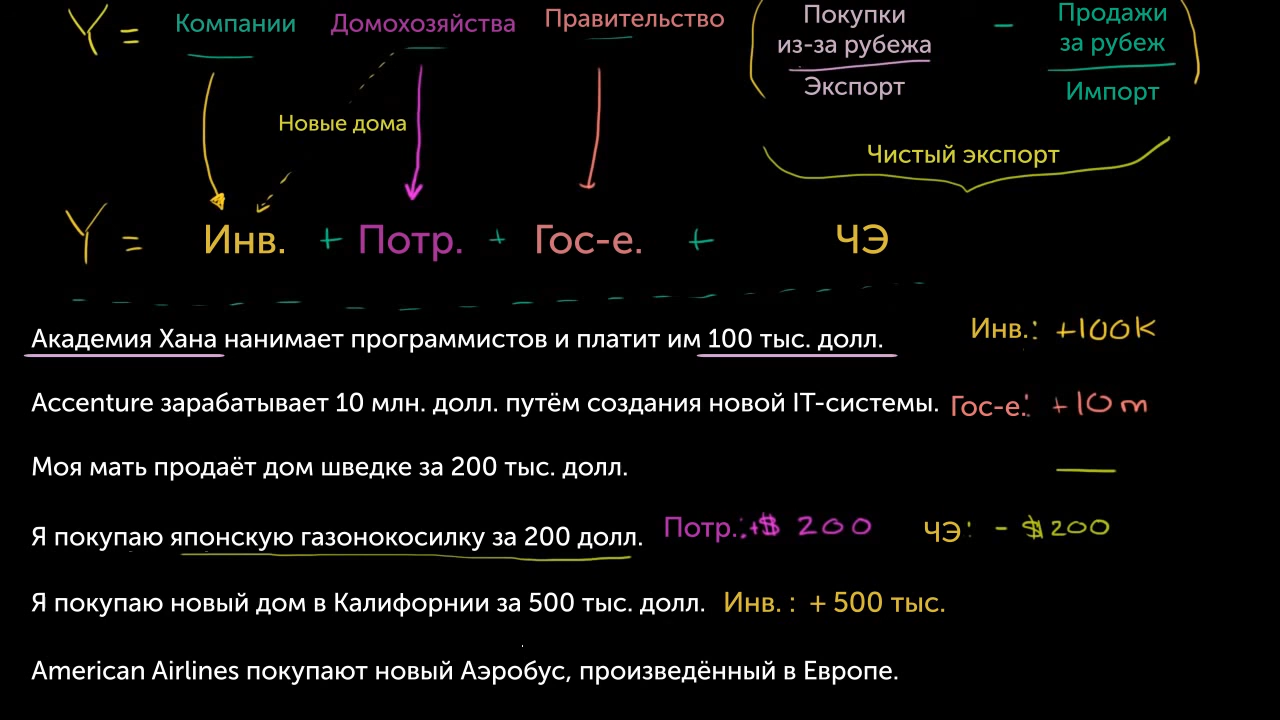 Y = Компании Домохозяйства Правительство ( Покупки из-за рубежа - Продажи за рубеж )
Экспорт Импорт
Новые дома
Чистый экспорт
Y = Инв. + Потр. + Гос-е. + ЧЭ
Академия Хана нанимает программистов и платит им 100 тыс. долл. Инв.: +100K
Accenture зарабатывает 10 млн. долл. путём создания новой IT-системы. Гос-е.: +10m
Моя мать продаёт дом шведке за 200 тыс. долл. —
Я покупаю японскую газонокосилку за 200 долл. Потр.:+$ 200 ЧЭ: - $200
Я покупаю новый дом в Калифорнии за 500 тыс. долл. Инв. : + 500 тыс.
American Airlines покупают новый Аэробус, произведённый в Европе.